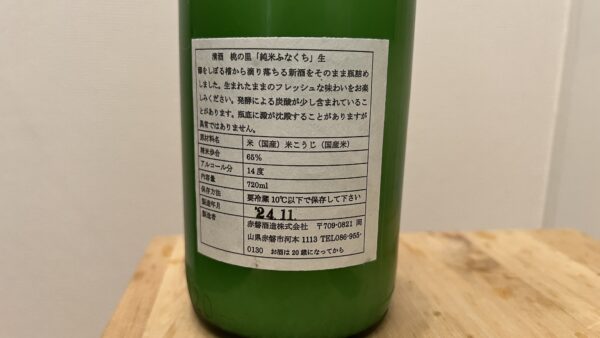 清酒 桃の里「純米ふなくち」生
醪をしぼる槽から滴り落ちる新酒をそのまま瓶詰め
しました。生まれたままのフレッシュな味わいをお楽
しみください。発酵による炭酸が少し含まれているこ
とがあります。瓶底に澱が沈殿することがありますが
異常ではありません。
原材料名 米（国産）米こうじ（国産米）
精米歩合 65％
アルコール分 14度
内容量 720ml
保存方法 要冷蔵 10℃以下で保存して下さい
製造年月 '24.11.
製造者 赤磐酒造株式会社 〒709-0821 岡
山県赤磐市河本 1113 TEL086-955-
0130 お酒は20歳になってから